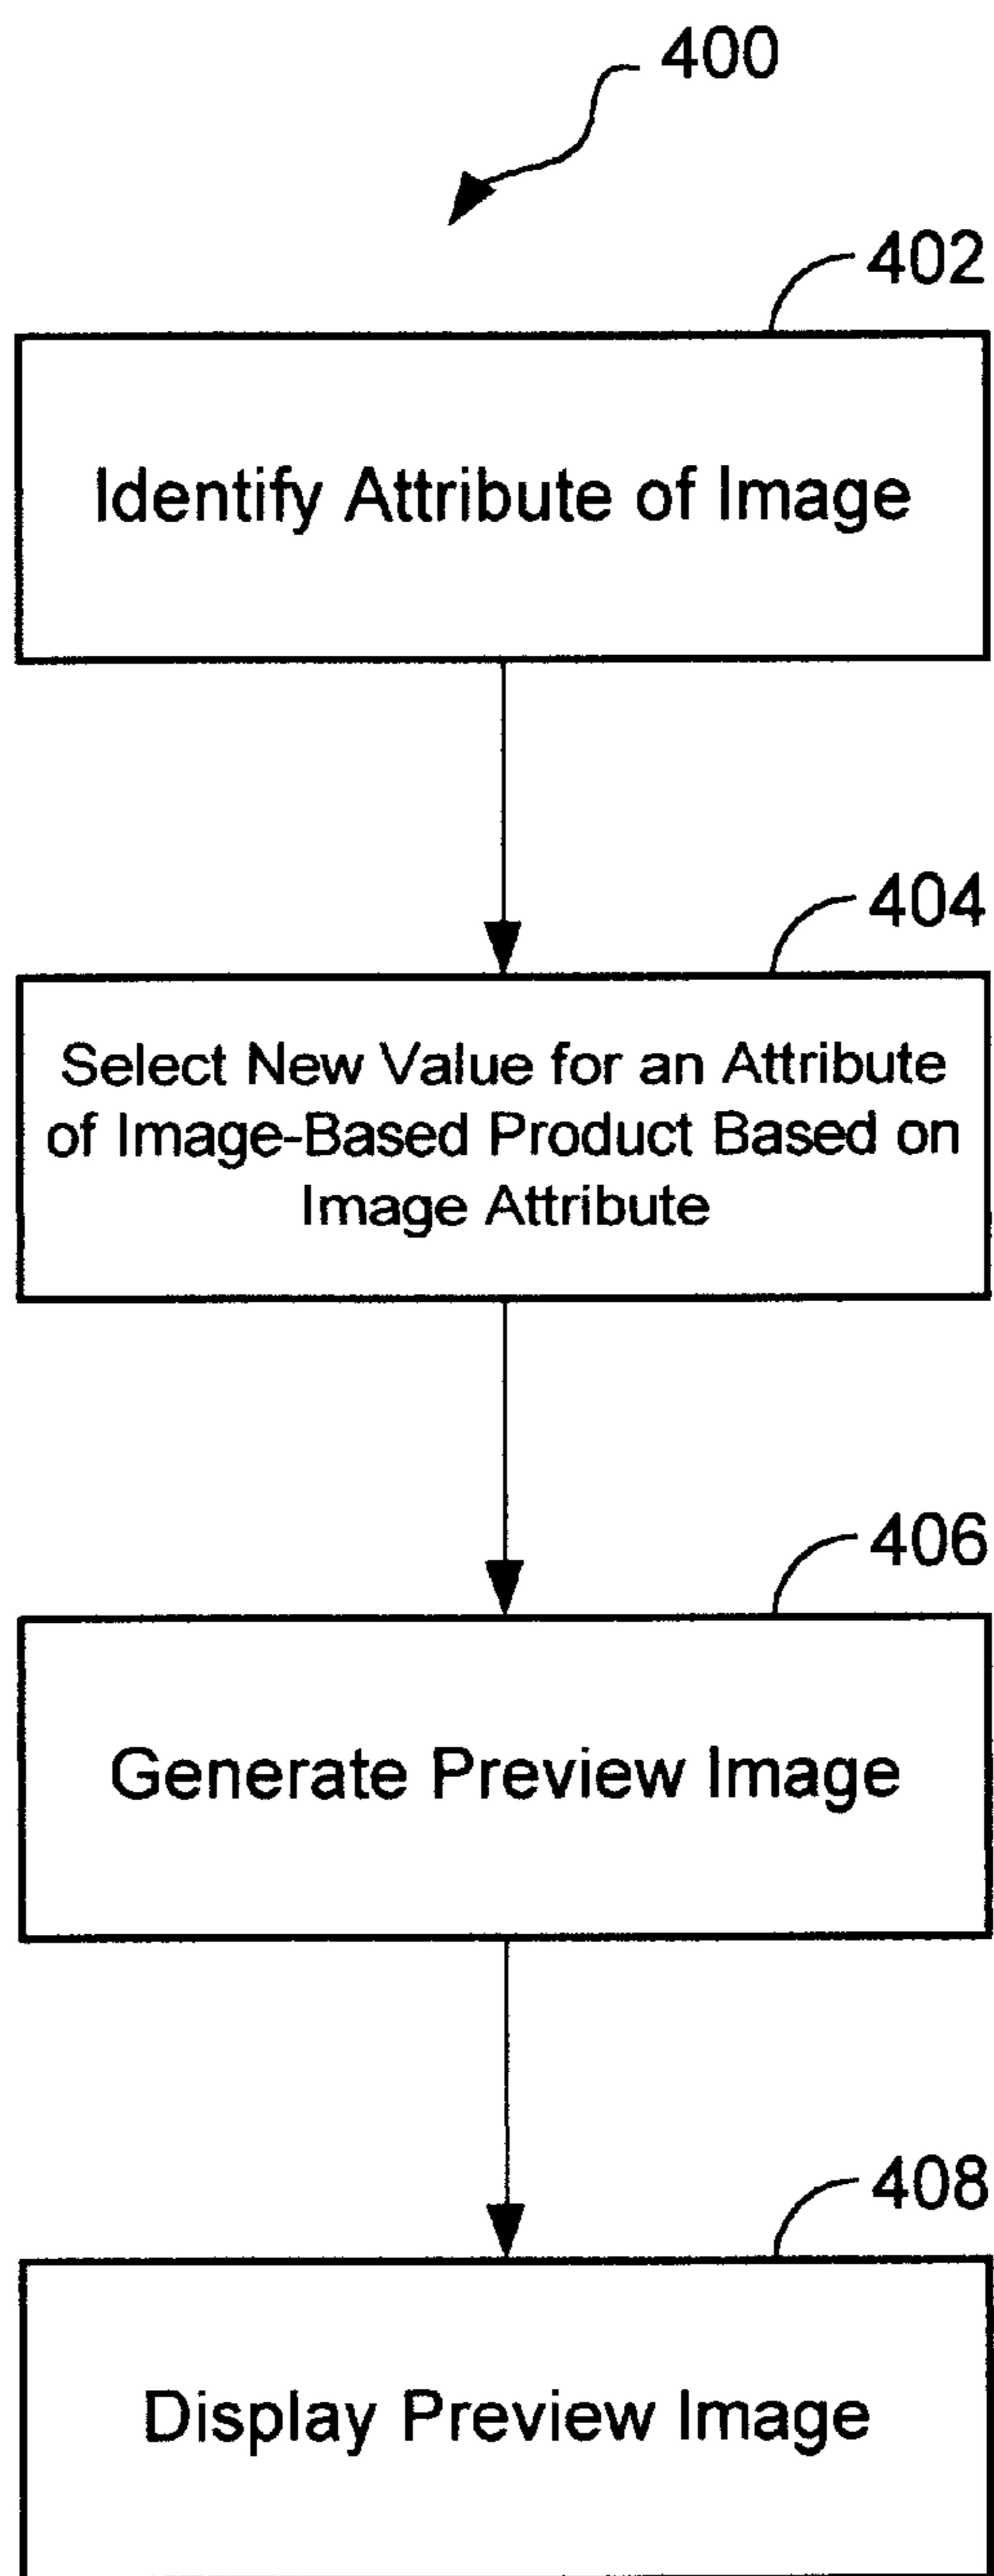 400
402
Identify Attribute of Image
404
Select New Value for an Attribute
of Image-Based Product Based on
Image Attribute
406
Generate Preview Image
408
Display Preview Image